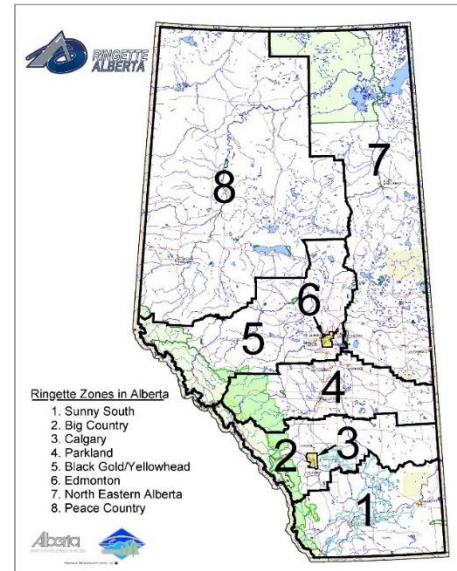 RINGETTE
ALBERTA
7
8
6
5
4
3
2
1
Ringette Zones in Alberta
1. Sunny South
2. Big Country
3. Calgary
4. Parkland
5. Black Gold/Yellowhead
6. Edmonton
7. North Eastern Alberta
8. Peace Country
Alberta